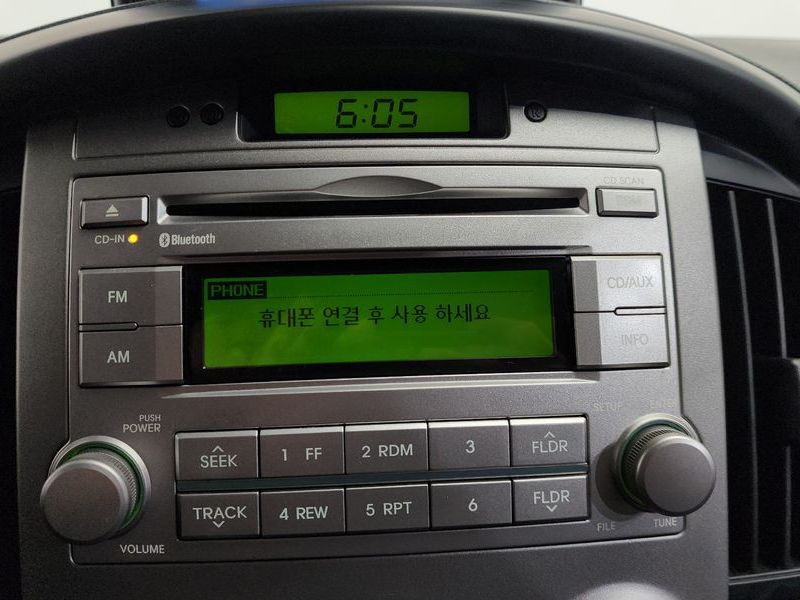 6:05
CD SCAN
CD-IN
Bluetooth
FM
PHONE
휴대폰 연결 후 사용 하세요
CD/AUX
AM
INFO
PUSH
POWER
SETUP
ENTER
SEEK
1 FF
2 RDM
3
FLDR
TRACK
4 REW
5 RPT
6
FLDR
VOLUME
FILE
TUNE